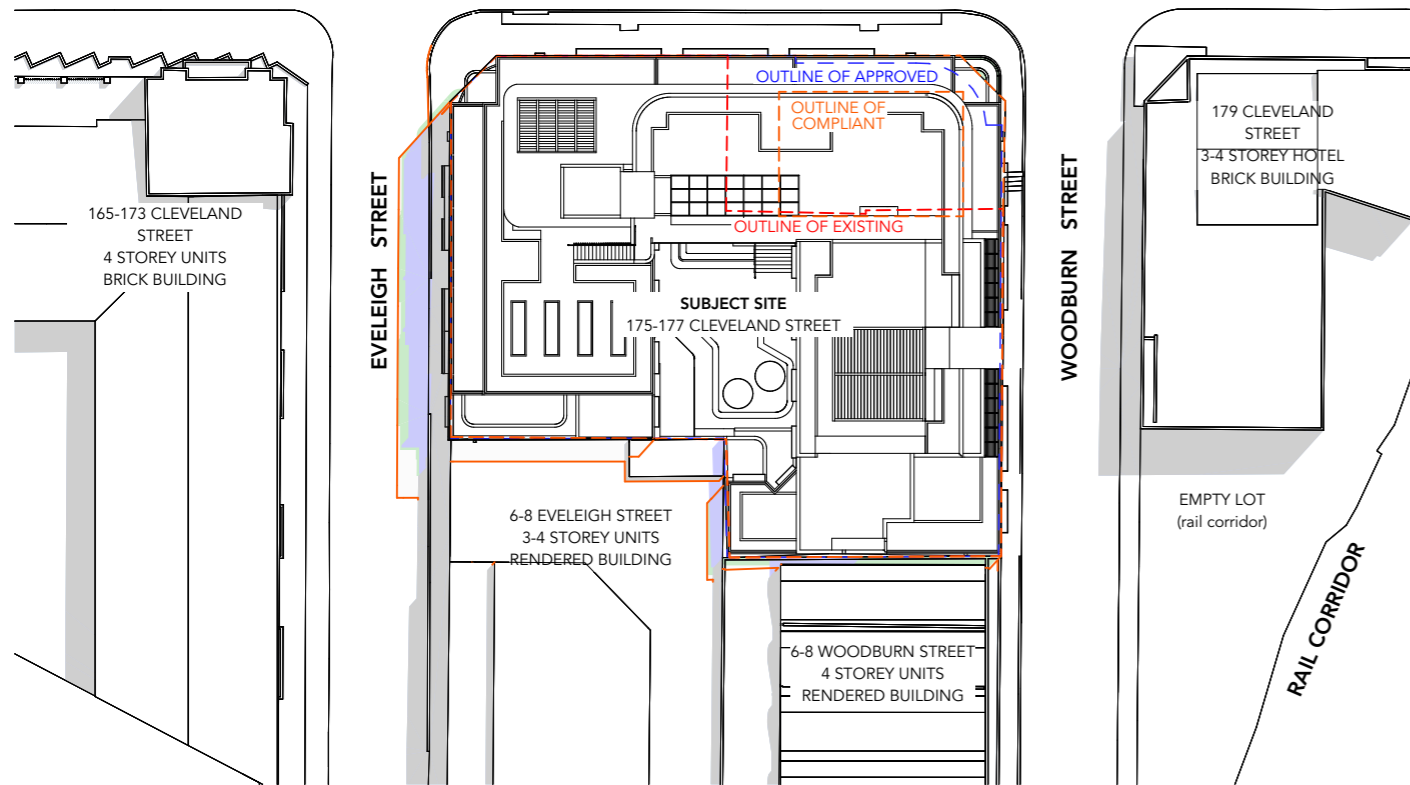 OUTLINE OF APPROVED
OUTLINE OF
COMPLIANT
OUTLINE OF EXISTING
SUBJECT SITE
175-177 CLEVELAND STREET
165-173 CLEVELAND
STREET
4 STOREY UNITS
BRICK BUILDING
EVELEIGH STREET
WOODBURN STREET
179 CLEVELAND
STREET
3-4 STOREY HOTEL
BRICK BUILDING
6-8 EVELEIGH STREET
3-4 STOREY UNITS
RENDERED BUILDING
6-8 WOODBURN STREET
4 STOREY UNITS
RENDERED BUILDING
EMPTY LOT
(rail corridor)
RAIL CORRIDOR